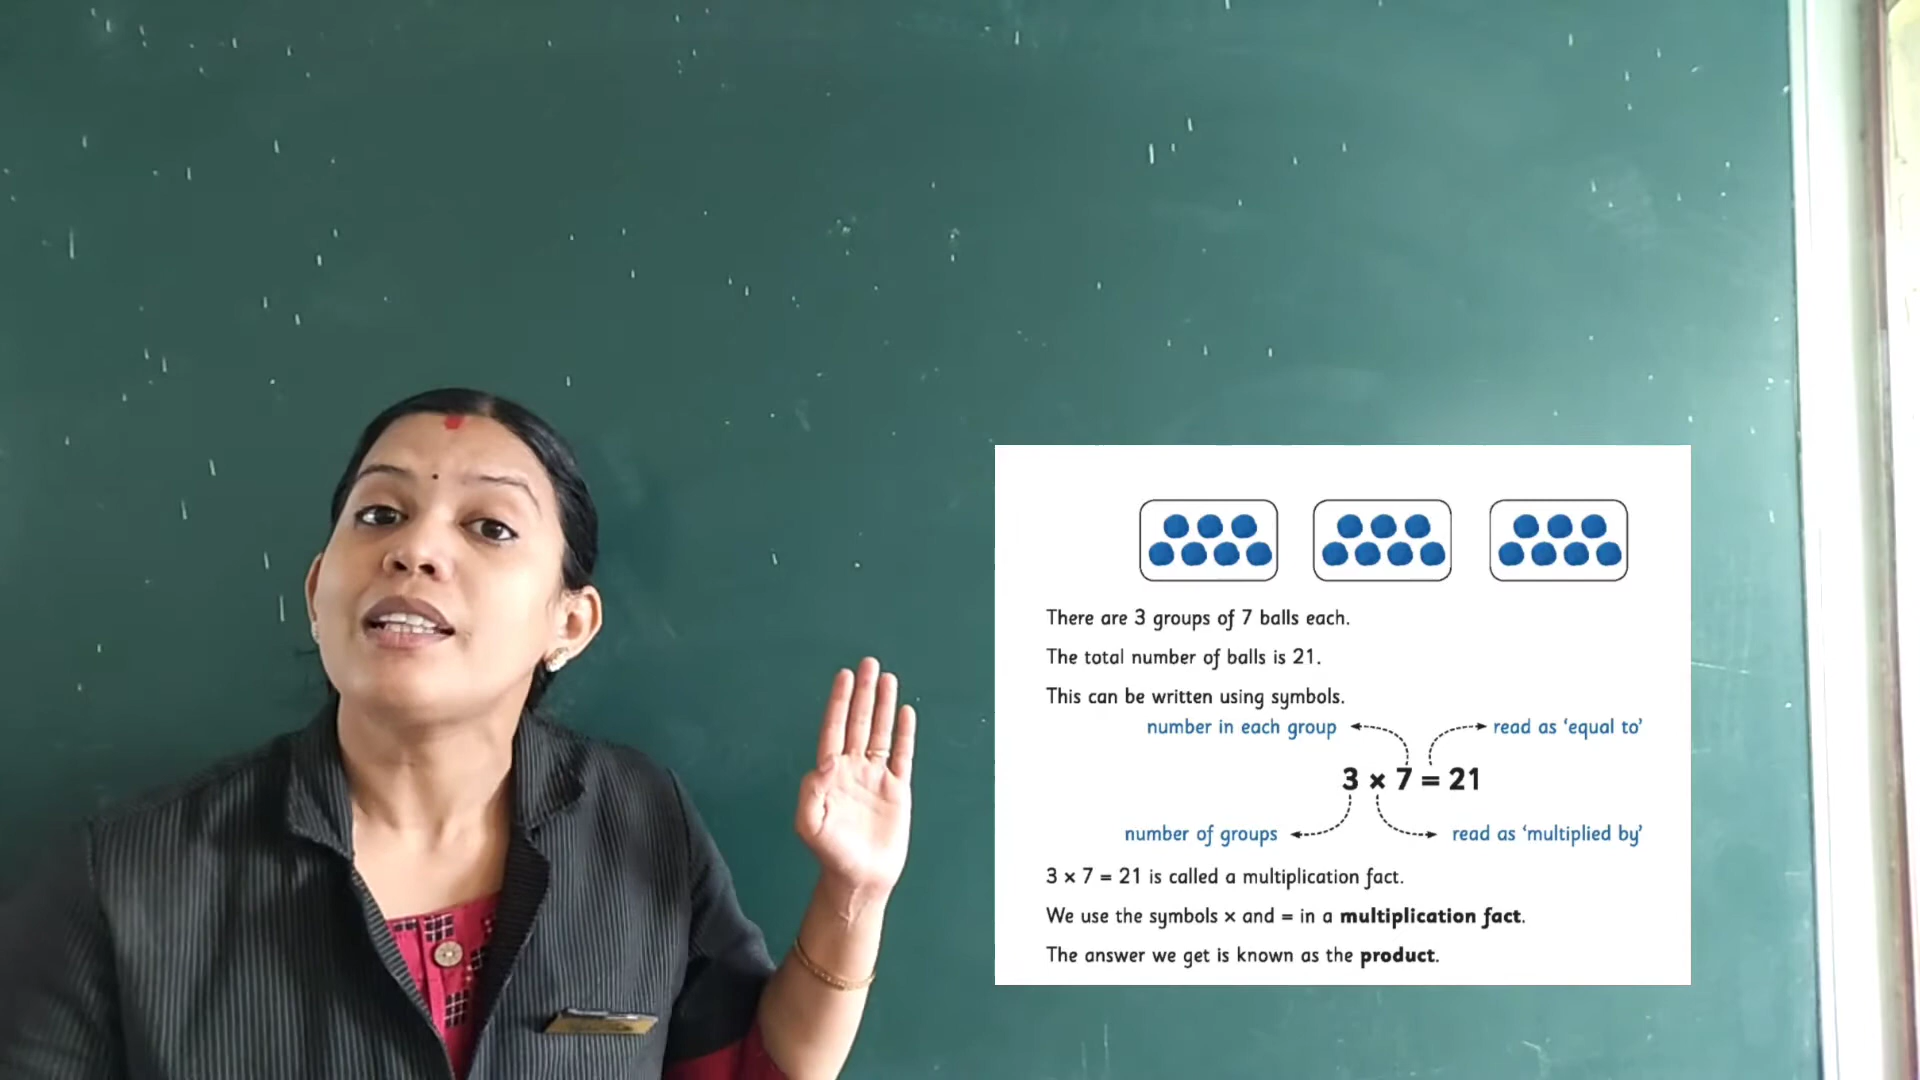 There are 3 groups of 7 balls each.
The total number of balls is 21.
This can be written using symbols.
number in each group read as ‘equal to’
3 × 7 = 21
number of groups read as ‘multiplied by’
3 × 7 = 21 is called a multiplication fact.
We use the symbols × and = in a multiplication fact.
The answer we get is known as the product.